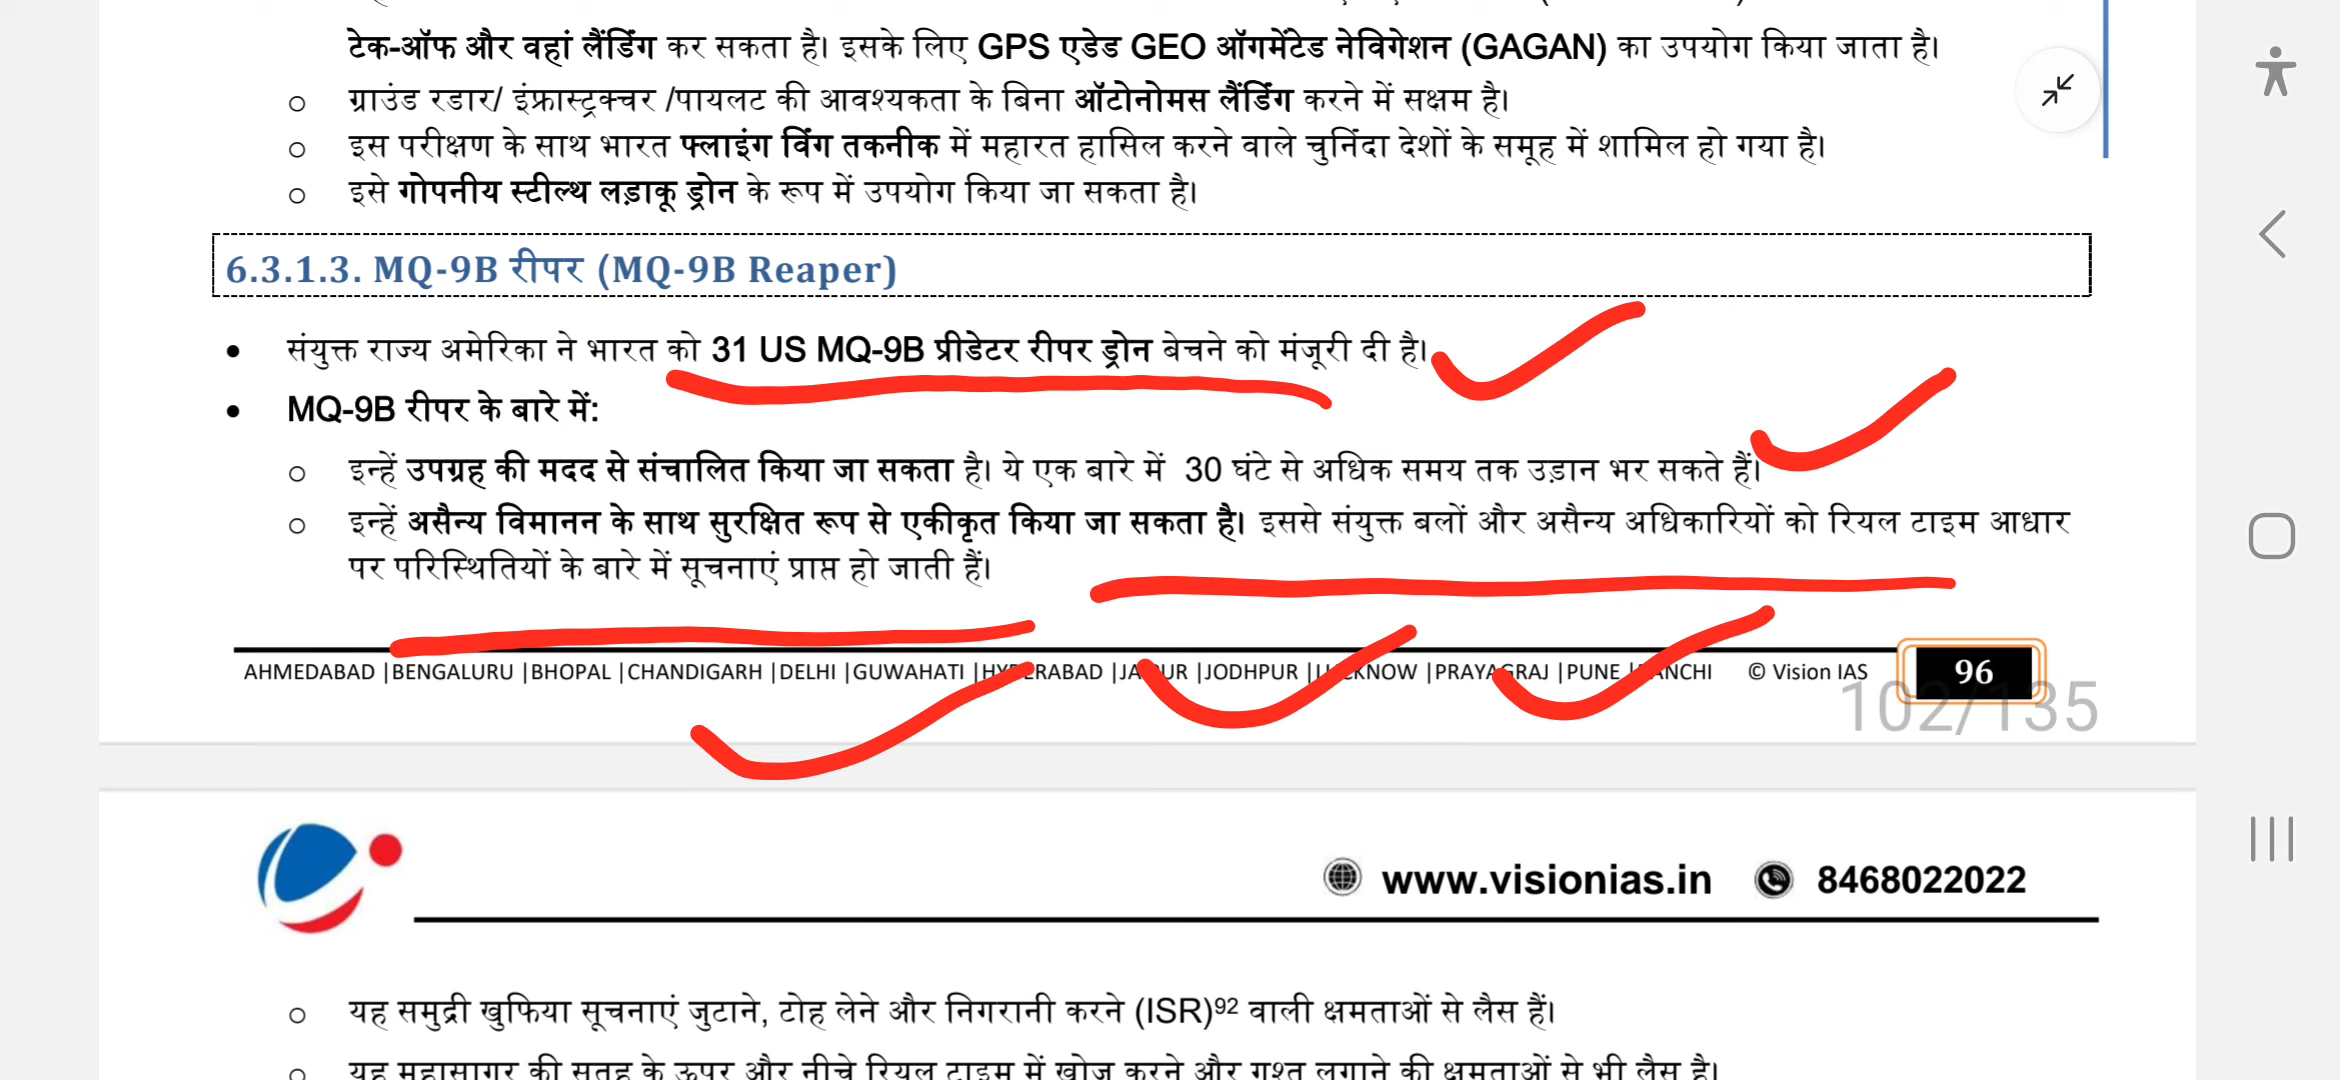 टेक-ऑफ और वहां लैंडिंग कर सकता है। इसके लिए GPS एडेड GEO ऑगमेंटेड नेविगेशन (GAGAN) का उपयोग किया जाता है।
○ ग्राउंड रडार/ इंफ्रास्ट्रक्चर /पायलट की आवश्यकता के बिना ऑटोनोमस लैंडिंग करने में सक्षम है।
○ इस परीक्षण के साथ भारत फ्लाइंग विंग तकनीक में महारत हासिल करने वाले चुनिंदा देशों के समूह में शामिल हो गया है।
○ इसे गोपनीय स्टील्थ लड़ाकू ड्रोन के रूप में उपयोग किया जा सकता है।
6.3.1.3. MQ-9B रीपर (MQ-9B Reaper)
• संयुक्त राज्य अमेरिका ने भारत को 31 US MQ-9B प्रीडेटर रीपर ड्रोन बेचने को मंजूरी दी है।
• MQ-9B रीपर के बारे में:
○ इन्हें उपग्रह की मदद से संचालित किया जा सकता है। ये एक बारे में 30 घंटे से अधिक समय तक उड़ान भर सकते हैं।
○ इन्हें असैन्य विमानन के साथ सुरक्षित रूप से एकीकृत किया जा सकता है। इससे संयुक्त बलों और असैन्य अधिकारियों को रियल टाइम आधार
पर परिस्थितियों के बारे में सूचनाएं प्राप्त हो जाती हैं।
AHMEDABAD |BENGALURU |BHOPAL |CHANDIGARH |DELHI |GUWAHATI |HYDERABAD |JAIPUR |JODHPUR |LUCKNOW |PRAYAGRAJ |PUNE |RANCHI © Vision IAS 96
102/135
www.visionias.in 8468022022
○ यह समुद्री खुफिया सूचनाएं जुटाने, टोह लेने और निगरानी करने (ISR)92 वाली क्षमताओं से लैस हैं।
○ यह महासागर की सतह के ऊपर और नीचे रियल टाइम में खोज करने और गश्त लगाने की क्षमताओं से भी लैस है।